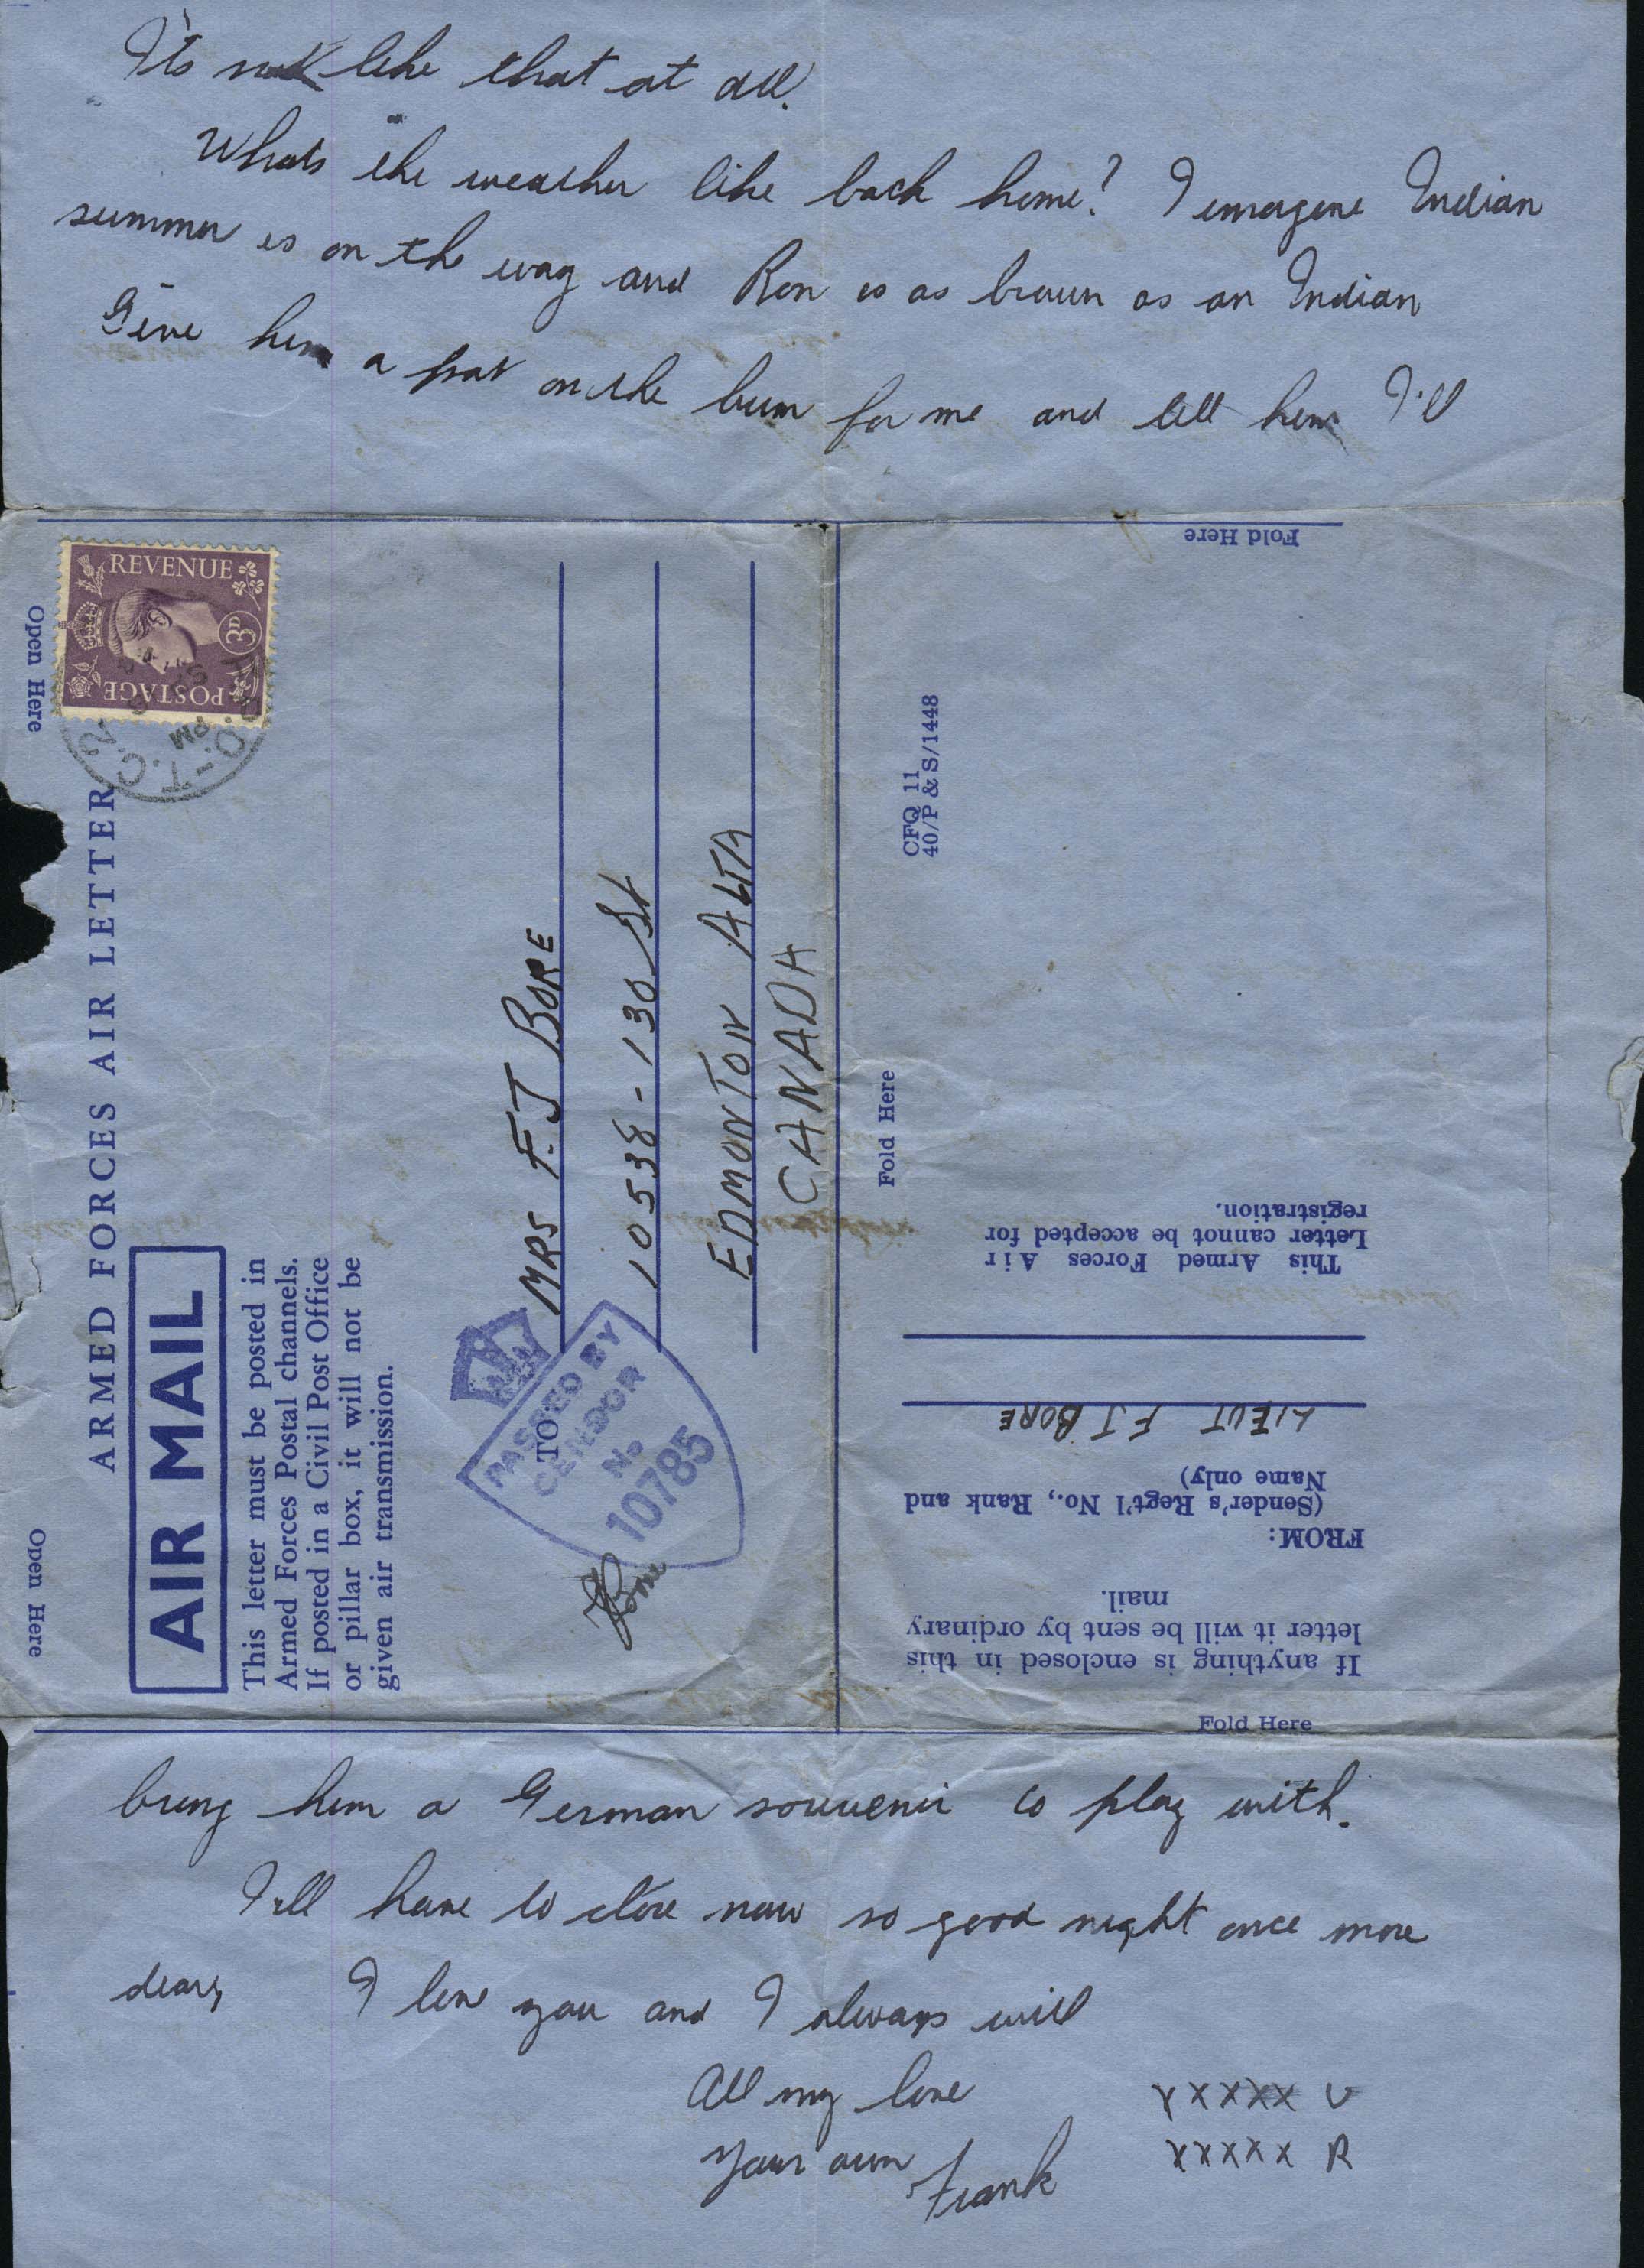 It's not like that at all.
Whats the weather like back home? I imagine Indian
summer is on the way and Ron is as brown as an Indian
Give him a pat on the bum for me and tell him I'll
Fold Here
Open Here
Open Here
REVENUE
3D
POSTAGE
T.C.2
PM
ARMED FORCES AIR LETTER
AIR MAIL
This letter must be posted in
Armed Forces Postal channels.
If posted in a Civil Post Office
or pillar box, it will not be
given air transmission.
TO
PASSED BY
CENSOR
No
10785
FJBore
MRS F.J BORE
10538-130 St
EDMONTON ALTA
CANADA
Fold Here
CFQ 11
40/P & S/1448
This Armed Forces Air
Letter cannot be accepted for
registration.
LIEUT F J BORE
(Sender's Regt'l No., Rank and
Name only)
FROM:
If anything is enclosed in this
letter it will be sent by ordinary
mail.
Fold Here
bring him a German souvenir to play with.
I'll have to close now so good night once more
dear, I love you and I always will
All my love XXXXX V
Your own XXXXX R
Frank